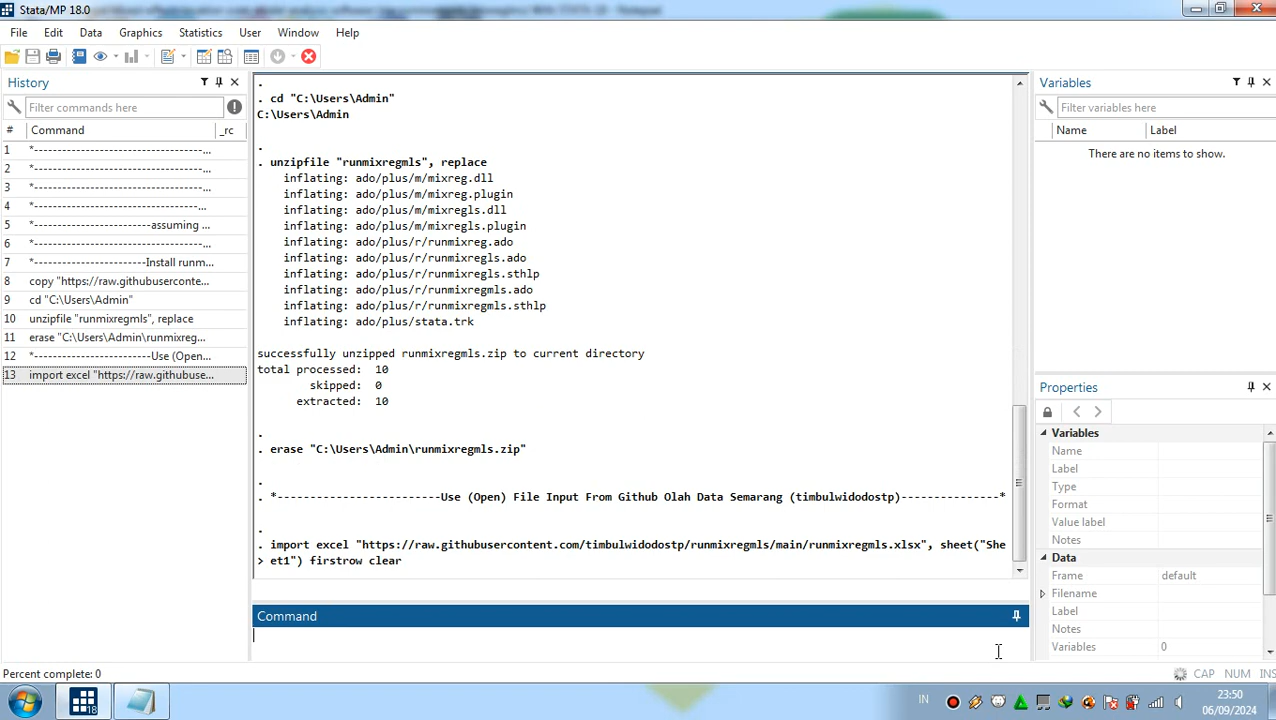 Stata/MP 18.0
File Edit Data Graphics Statistics User Window Help
History
Filter commands here
# Command _rc
1 *-----------------------------------...
2 *-----------------------------------...
3 *-----------------------------------...
4 *----------------------------------...
5 *-------------------------assuming ...
6 *-----------------------------------...
7 *------------------------Install runm...
8 copy "https://raw.githubuserconte...
9 cd "C:\Users\Admin"
10 unzipfile "runmixregmls", replace
11 erase "C:\Users\Admin\runmixreg...
12 *-------------------------Use (Open...
13 import excel "https://raw.githubuse...
.
. cd "C:\Users\Admin"
C:\Users\Admin
.
. unzipfile "runmixregmls", replace
inflating: ado/plus/m/mixreg.dll
inflating: ado/plus/m/mixreg.plugin
inflating: ado/plus/m/mixregls.dll
inflating: ado/plus/m/mixregls.plugin
inflating: ado/plus/r/runmixreg.ado
inflating: ado/plus/r/runmixregls.ado
inflating: ado/plus/r/runmixregls.sthlp
inflating: ado/plus/r/runmixregmls.ado
inflating: ado/plus/r/runmixregmls.sthlp
inflating: ado/plus/stata.trk
successfully unzipped runmixregmls.zip to current directory
total processed: 10
skipped: 0
extracted: 10
.
. erase "C:\Users\Admin\runmixregmls.zip"
.
. *-------------------------Use (Open) File Input From Github Olah Data Semarang (timbulwidodostp)---------------*
.
. import excel "https://raw.githubusercontent.com/timbulwidodostp/runmixregmls/main/runmixregmls.xlsx", sheet("She
> et1") firstrow clear
Command
Variables
Filter variables here
Name Label
There are no items to show.
Properties
Variables
Name
Label
Type
Format
Value label
Notes
Data
Frame default
Filename
Label
Notes
Variables 0
Percent complete: 0
CAP NUM INS
18
IN
23:50
06/09/2024